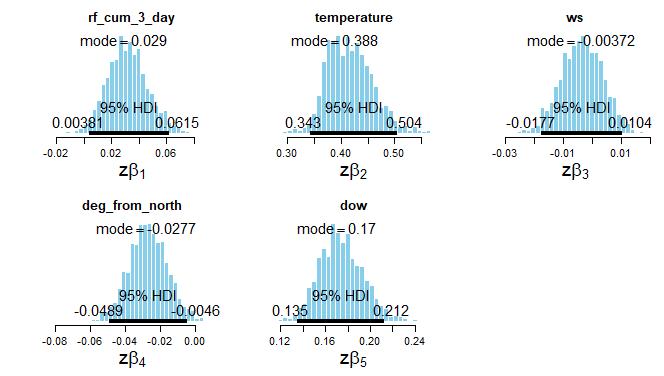 rf_cum_3_day
mode = 0.029
95% HDI
0.00381 0.0615
-0.02 0.02 0.06
zβ1
temperature
mode = 0.388
95% HDI
0.343 0.504
0.30 0.40 0.50
zβ2
ws
mode = -0.00372
95% HDI
-0.0177 0.0104
-0.03 -0.01 0.01
zβ3
deg_from_north
mode = -0.0277
95% HDI
-0.0489 -0.0046
-0.08 -0.06 -0.04 -0.02 0.00
zβ4
dow
mode = 0.17
95% HDI
0.135 0.212
0.12 0.16 0.20 0.24
zβ5